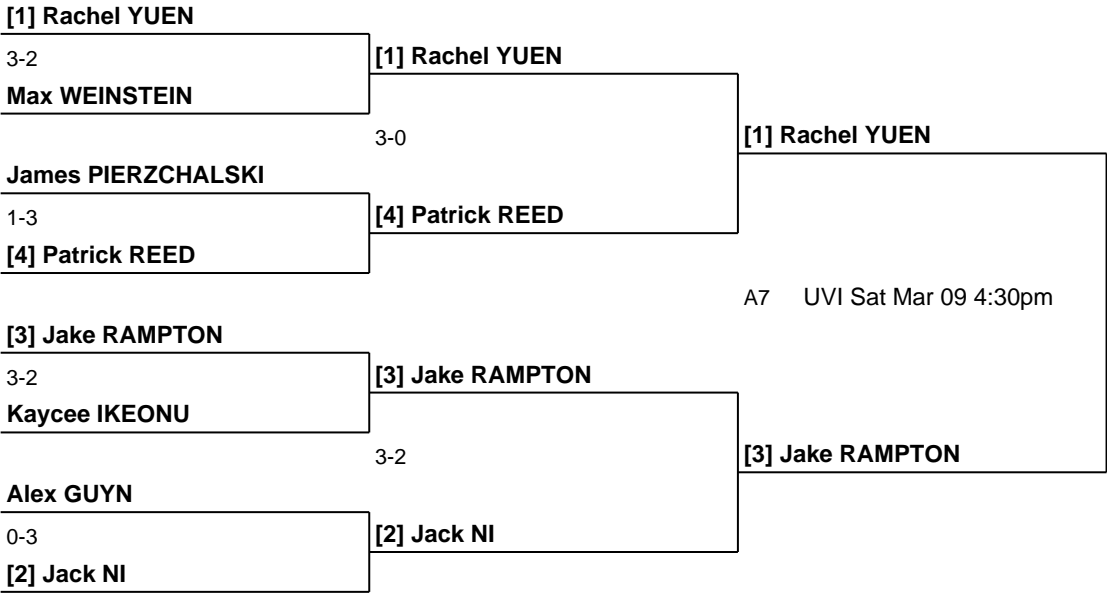 [1] Rachel YUEN
3-2
[1] Rachel YUEN
Max WEINSTEIN
3-0
[1] Rachel YUEN
James PIERZCHALSKI
1-3
[4] Patrick REED
[4] Patrick REED
A7 UVI Sat Mar 09 4:30pm
[3] Jake RAMPTON
3-2
[3] Jake RAMPTON
Kaycee IKEONU
3-2
[3] Jake RAMPTON
Alex GUYN
0-3
[2] Jack NI
[2] Jack NI